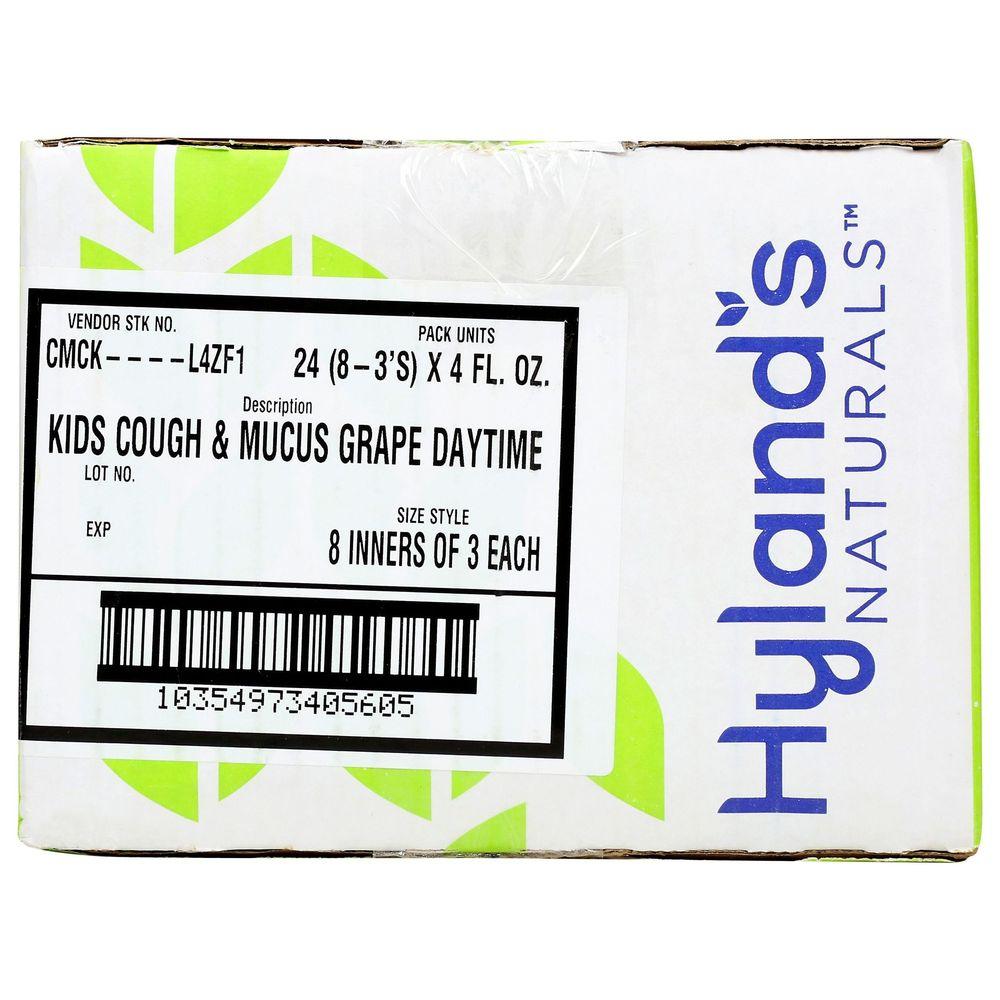 VENDOR STK NO.
PACK UNITS
CMCK----L4ZF1
24 (8-3'S) X 4 FL. OZ.
Description
KIDS COUGH & MUCUS GRAPE DAYTIME
LOT NO.
EXP
SIZE STYLE
8 INNERS OF 3 EACH
10354973405605
Hyland's
NATURALS™